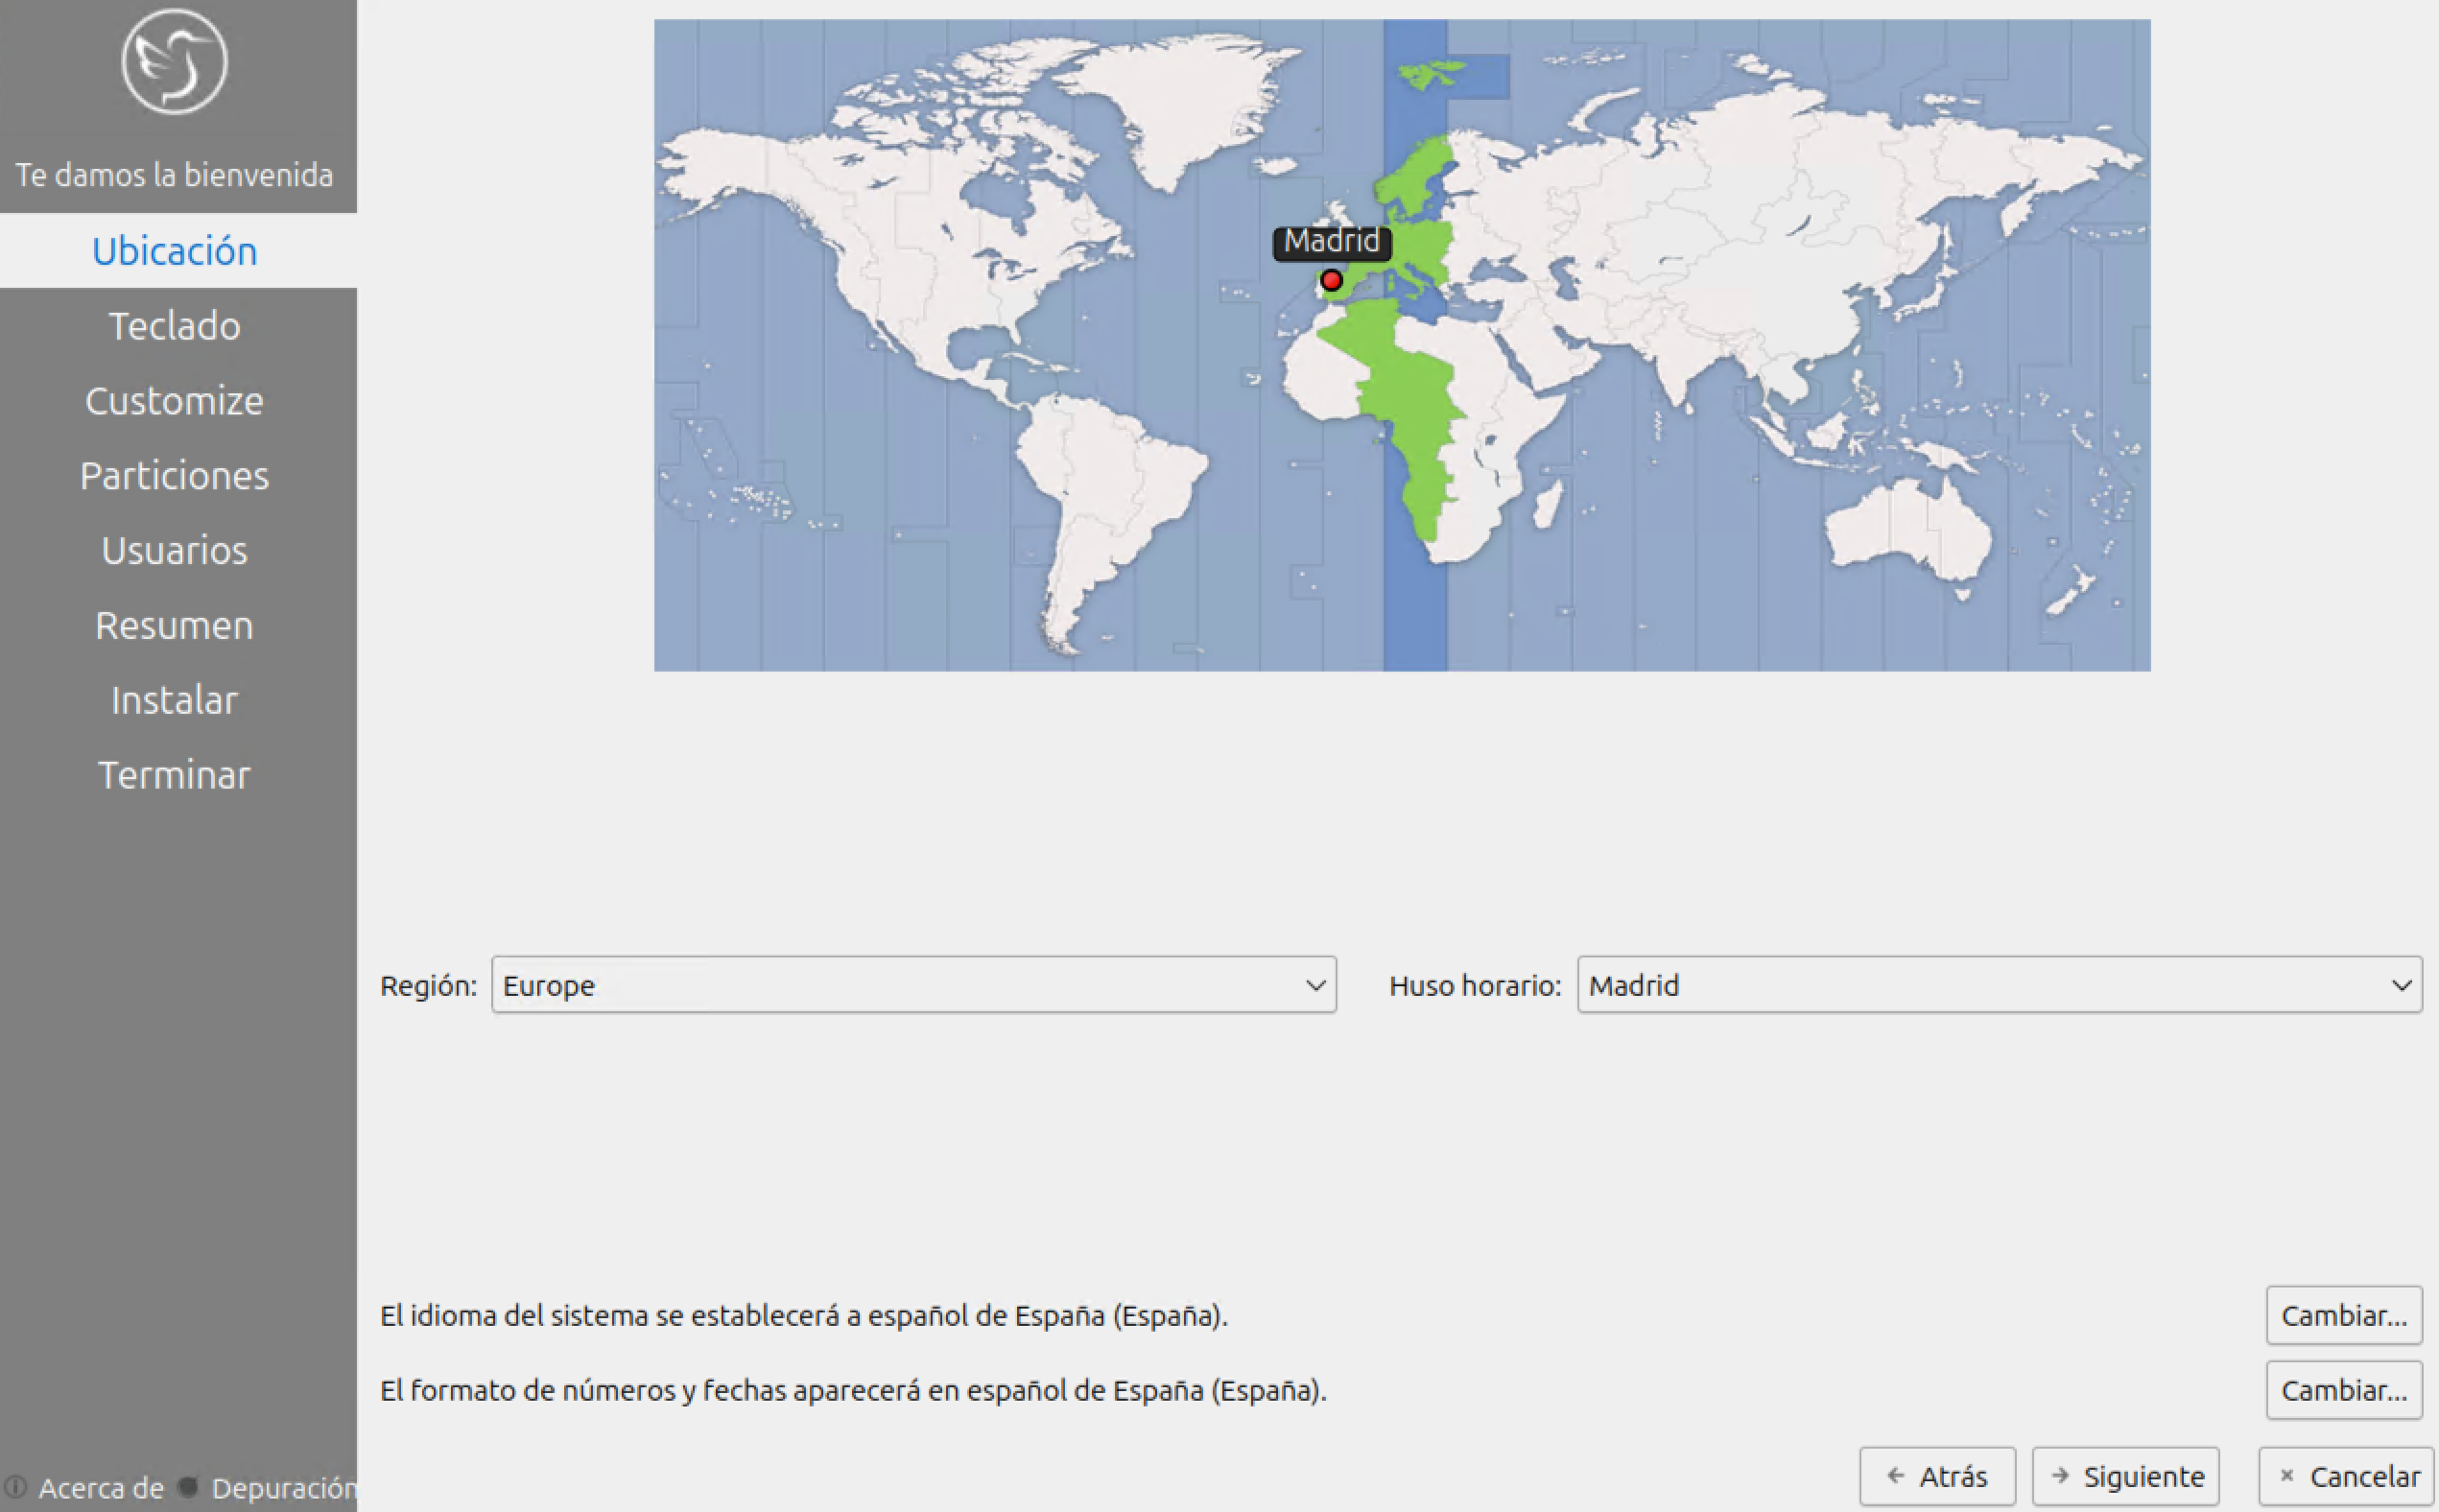 Te damos la bienvenida
Ubicación
Teclado
Customize
Particiones
Usuarios
Resumen
Instalar
Terminar
Acerca de
Depuración
Madrid
Región: Europe
Huso horario: Madrid
El idioma del sistema se establecerá a español de España (España).
Cambiar...
El formato de números y fechas aparecerá en español de España (España).
Cambiar...
Atrás
Siguiente
Cancelar